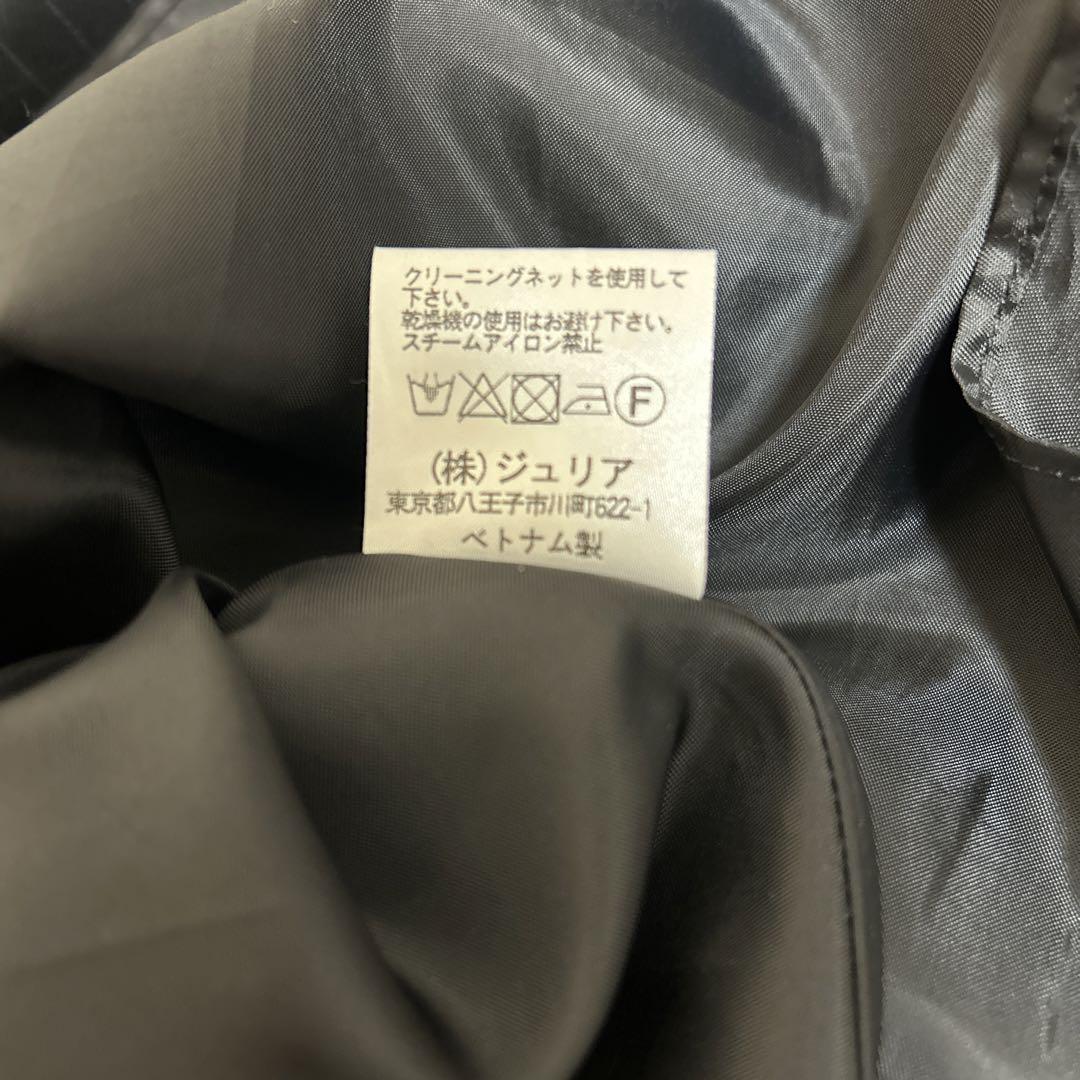 クリーニングネットを使用して
下さい。
乾燥機の使用はお避け下さい。
スチームアイロン禁止
F
(株)ジュリア
東京都八王子市川町622-1
ベトナム製